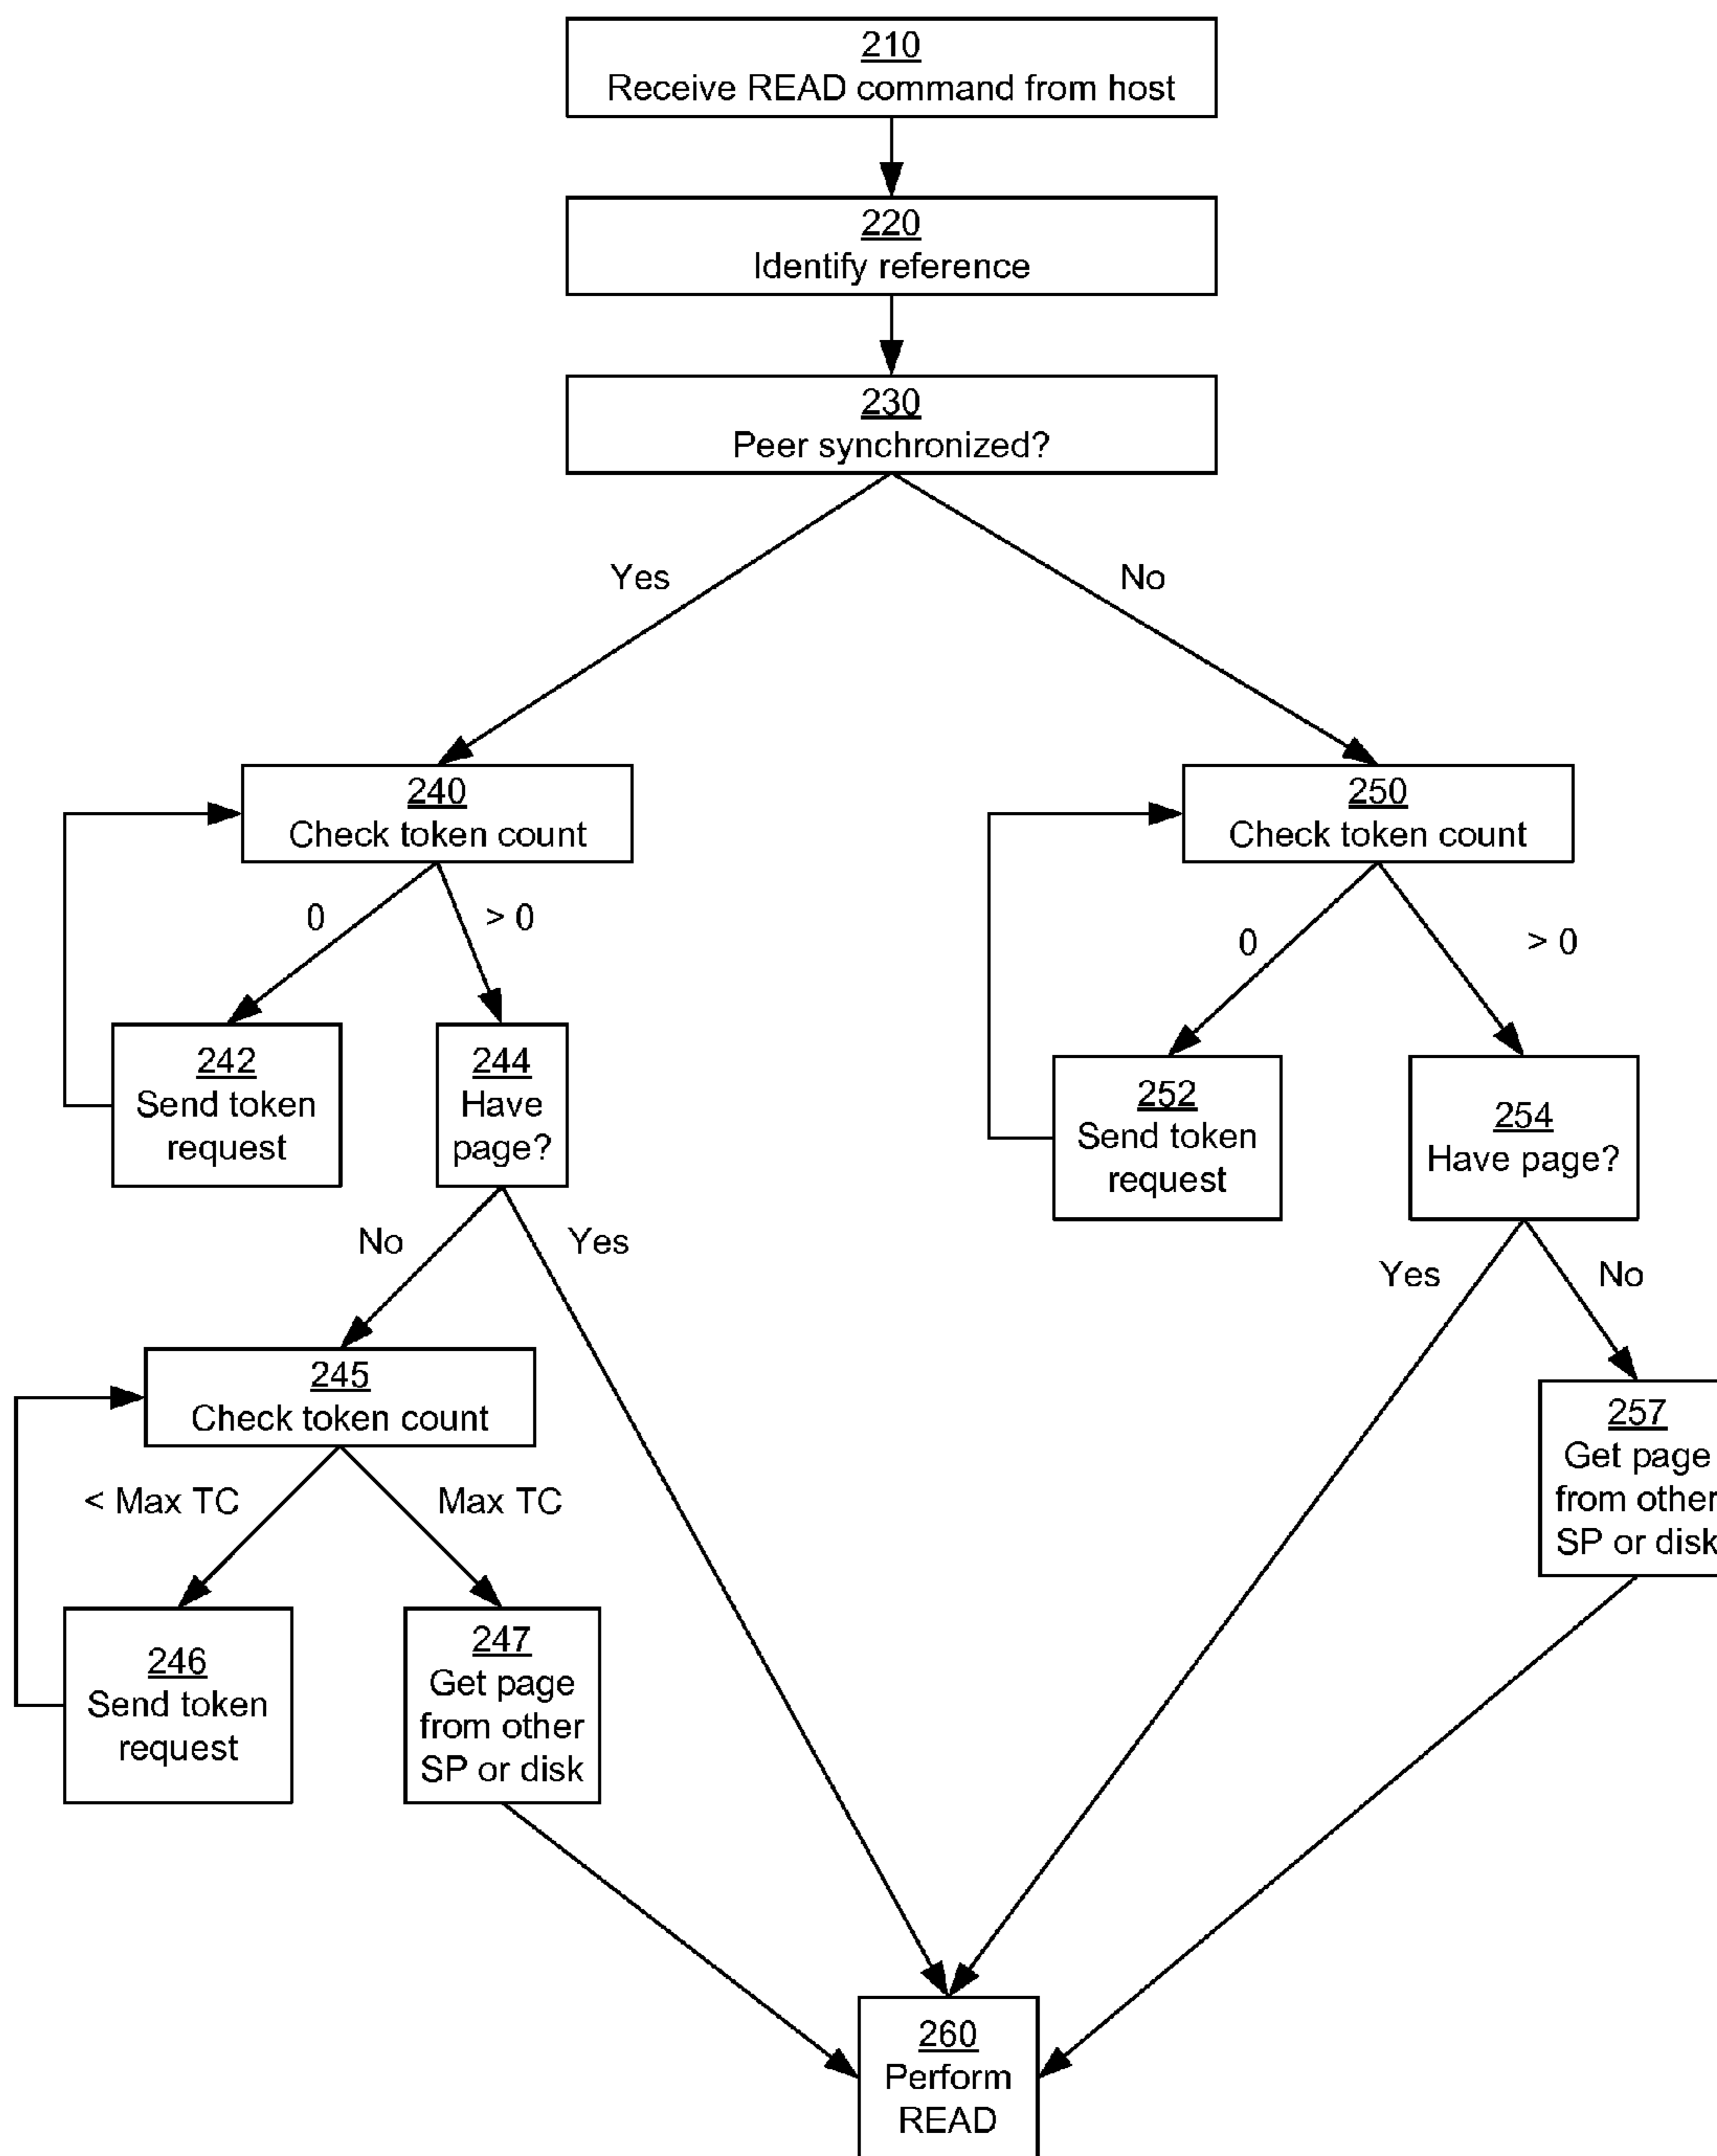 210
Receive READ command from host
220
Identify reference
230
Peer synchronized?
Yes
No
240
Check token count
250
Check token count
0
> 0
0
> 0
242
Send token
request
244
Have
page?
252
Send token
request
254
Have page?
No
Yes
Yes
No
245
Check token count
257
Get page
from other
SP or disk
< Max TC
Max TC
246
Send token
request
247
Get page
from other
SP or disk
260
Perform
READ